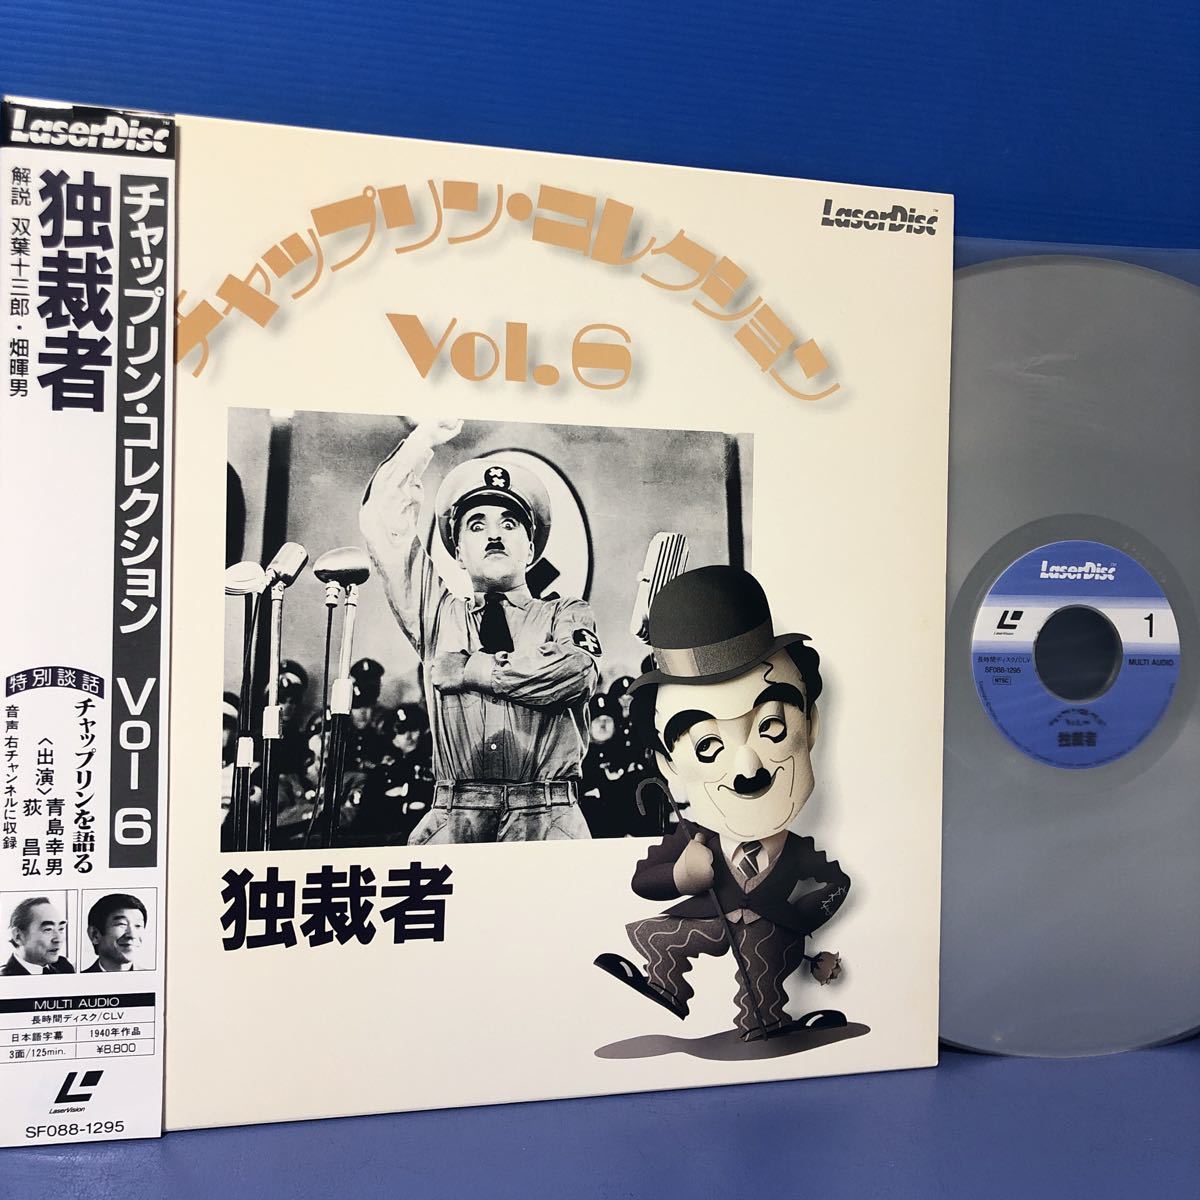 LaserDisc
チャップリン・コレクション Vol 6
独裁者
解説 双葉十三郎・畑暉男
特別談話
チャップリンを語る
〈出演〉青島幸男
荻 昌弘
音声右チャンネルに収録
MULTI AUDIO
長時間ディスク/CLV
日本語字幕 1940年作品
3面/125min. ¥8,800
LaserVision
SF088-1295
チャップリン・コレクション
Vol.6
LaserDisc
独裁者
LaserDisc
LaserVision
1
長時間ディスク/CLV
SF088-1295
NTSC
MULTI AUDIO
Vol.6
独裁者